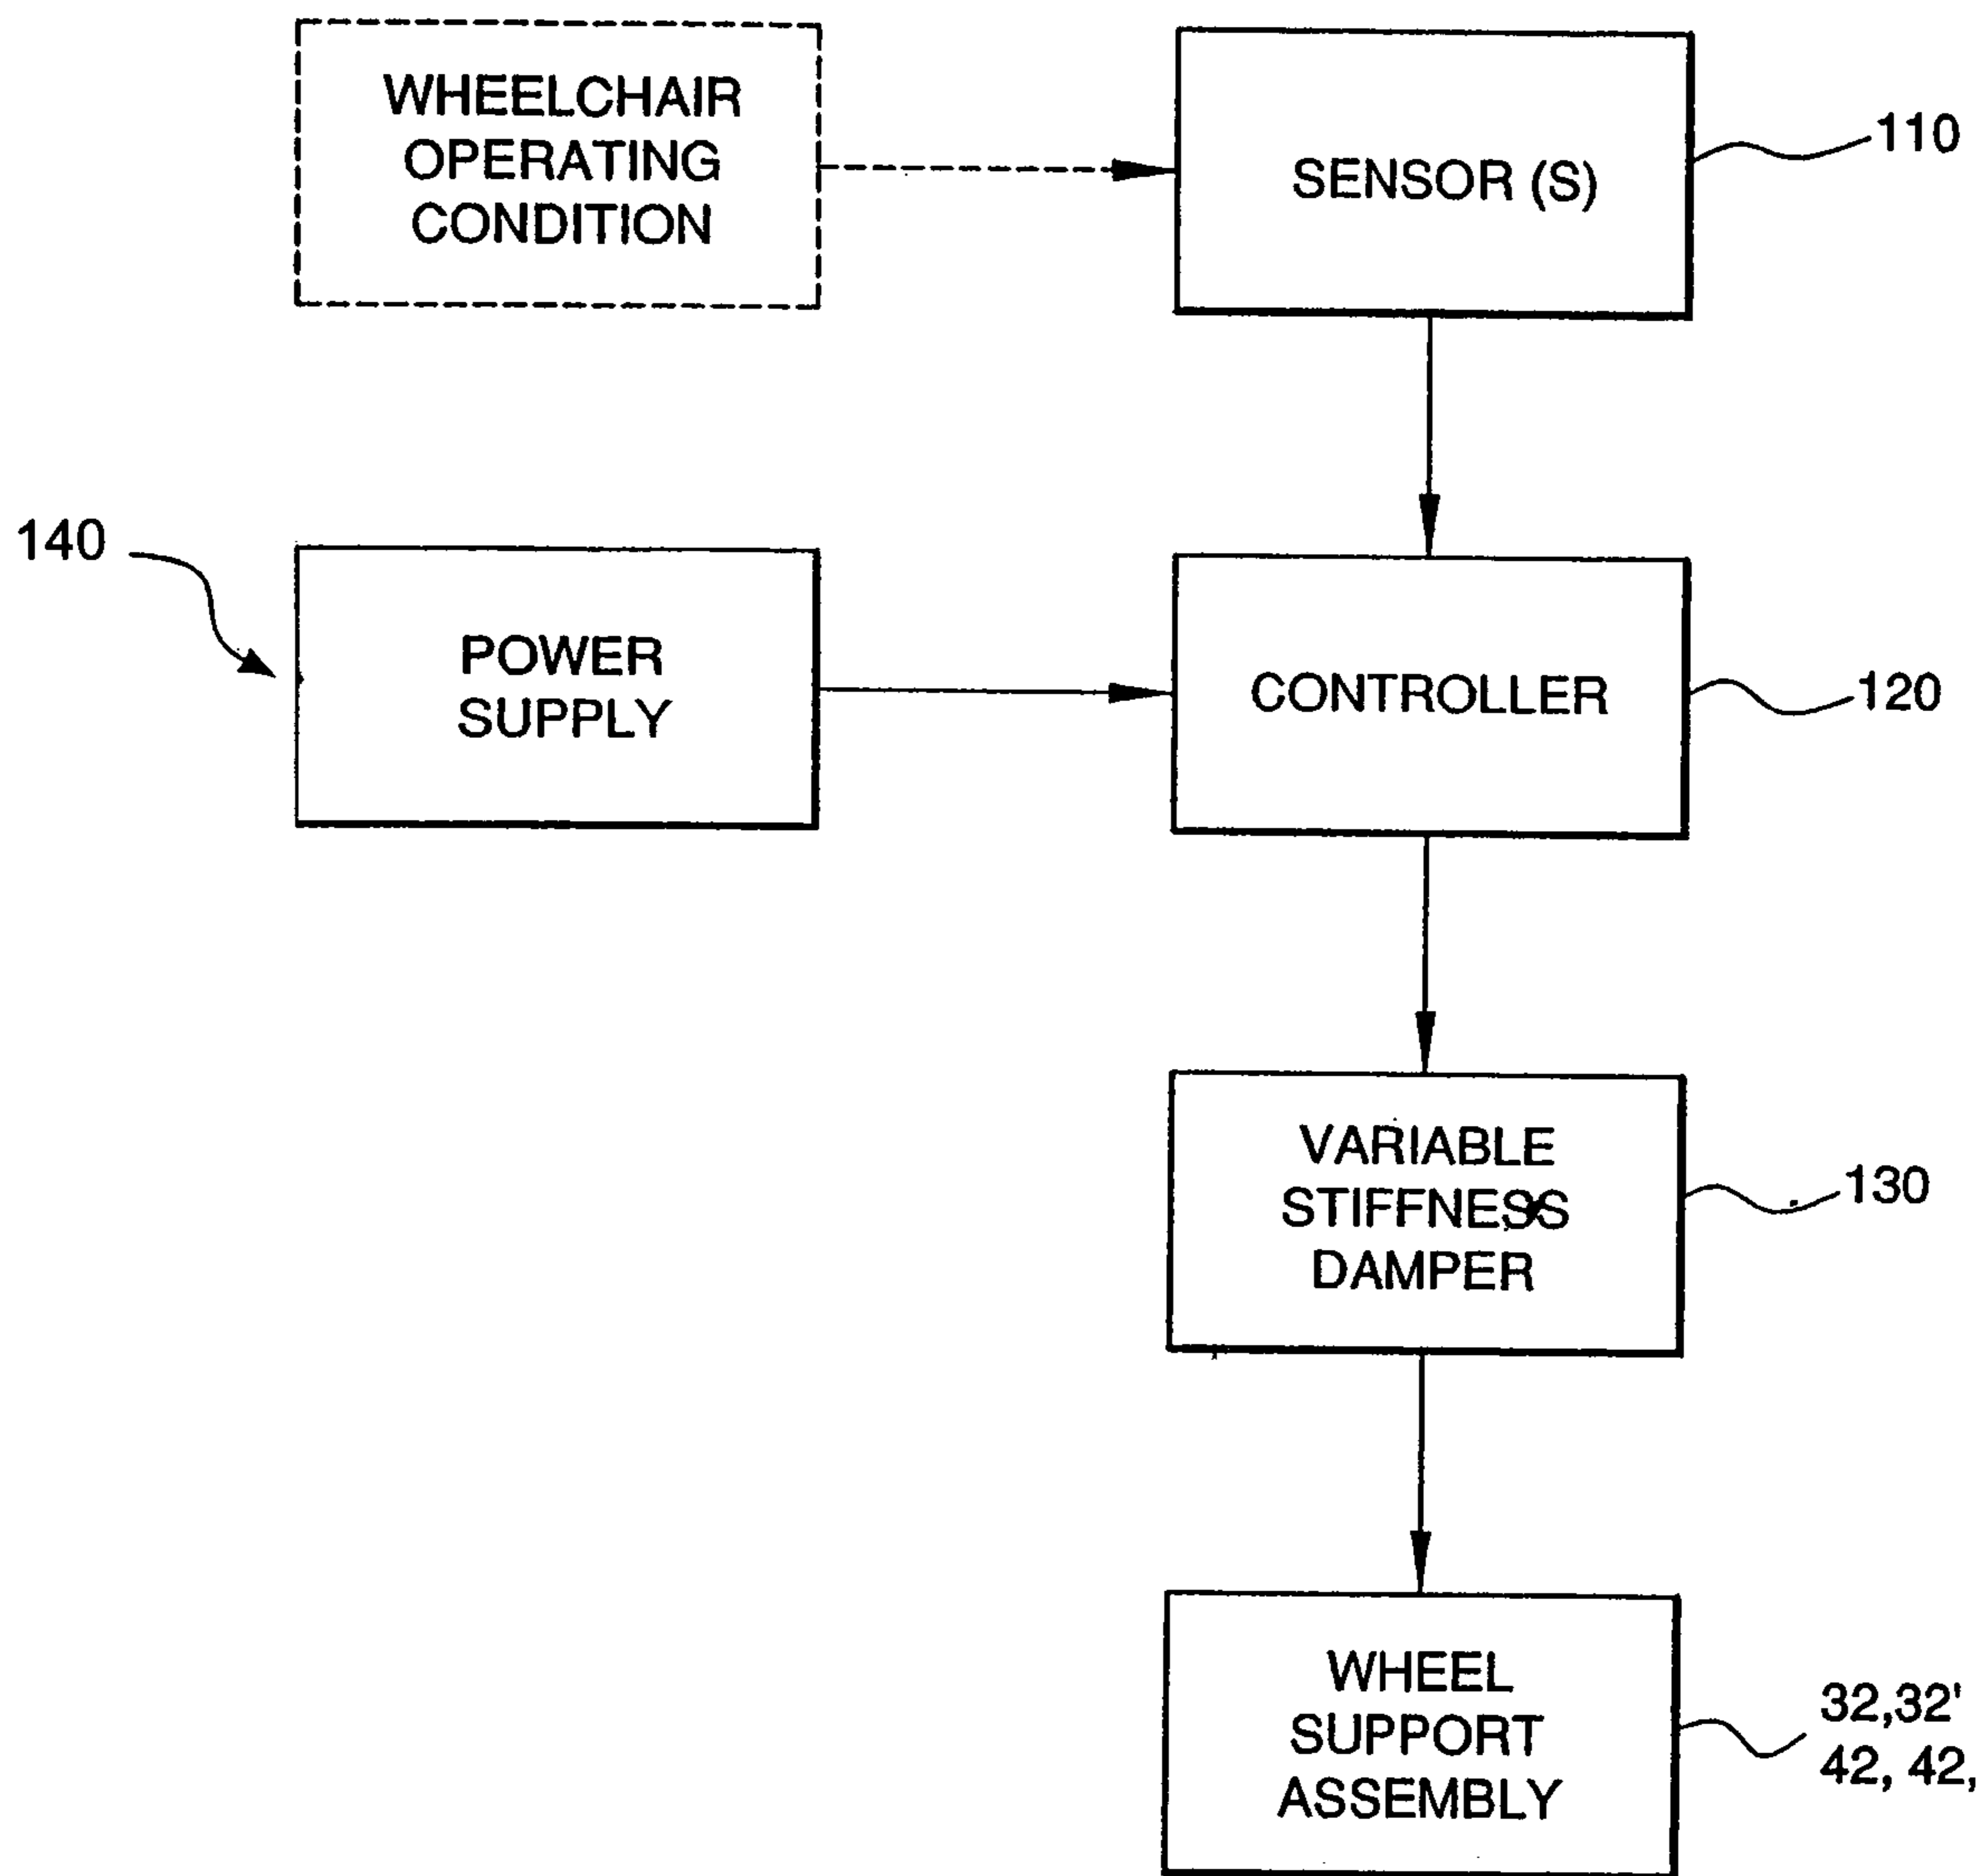 WHEELCHAIR
OPERATING
CONDITION
SENSOR (S)
110
140
POWER
SUPPLY
CONTROLLER
120
VARIABLE
STIFFNESS
DAMPER
130
WHEEL
SUPPORT
ASSEMBLY
32,32'
42, 42,